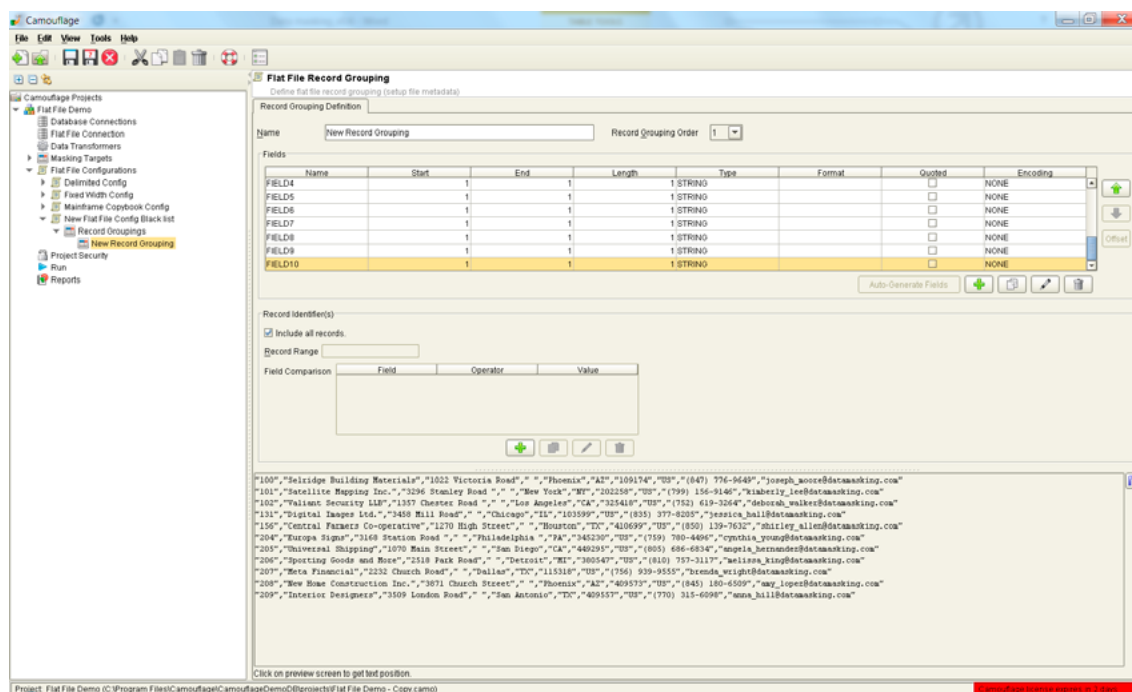 Camouflage
File Edit View Tools Help
Camouflage Projects
Flat File Demo
Database Connections
Flat File Connection
Data Transformers
Masking Targets
Flat File Configurations
Delimited Config
Fixed Width Config
Mainframe Copybook Config
New Flat File Config Black list
Record Groupings
New Record Grouping
Project Security
Run
Reports
Flat File Record Grouping
Define flat file record grouping (setup file metadata)
Record Grouping Definition
Name New Record Grouping Record Grouping Order 1
Fields
Name Start End Length Type Format Quoted Encoding
FIELD4 1 1 1 STRING NONE
FIELD5 1 1 1 STRING NONE
FIELD6 1 1 1 STRING NONE
FIELD7 1 1 1 STRING NONE
FIELD8 1 1 1 STRING NONE
FIELD9 1 1 1 STRING NONE
FIELD10 1 1 1 STRING NONE
Offset
Auto-Generate Fields
Record Identifier(s)
Include all records.
Record Range
Field Comparison Field Operator Value
"100","Selridge Building Materials","1022 Victoria Road"," ","Phoenix","AZ","109174","US","(847) 776-9649","joseph_moore@datamasking.com"
"101","Satellite Mapping Inc.","3296 Stanley Road "," ","New York","NY","102258","US","(799) 156-9146","kimberly_lee@datamasking.com"
"102","Valiant Security LLB","1357 Chester Road "," ","Los Angeles","CA","325418","US","(752) 619-3264","deborah_walker@datamasking.com"
"131","Digital Images Ltd.","3458 Mill Road"," ","Chicago","IL","103599","US","(835) 377-8205","jessica_hall@datamasking.com"
"156","Central Farmers Co-operative","1270 High Street"," ","Houston","TX","410699","US","(850) 139-7632","shirley_allen@datamasking.com"
"204","Europa Signs","3168 Station Road "," ","Philadelphia ","PA","345230","US","(759) 780-4496","cynthia_young@datamasking.com"
"205","Universal Shipping","1070 Main Street"," ","San Diego","CA","449295","US","(805) 686-6834","angela_hernandez@datamasking.com"
"206","Sporting Goods and More","2518 Park Road"," ","Detroit","MI","300547","US","(810) 757-3117","melissa_king@datamasking.com"
"207","Meta Financial","2232 Church Road"," ","Dallas","TX","115318","US","(756) 939-9555","brenda_wright@datamasking.com"
"208","New Home Construction Inc.","3871 Church Street"," ","Phoenix","AZ","409573","US","(845) 180-6509","amy_lopez@datamasking.com"
"209","Interior Designers","3509 London Road"," ","San Antonio","TX","409557","US","(770) 315-6098","anna_hill@datamasking.com"
Click on preview screen to get text position.
Project: Flat File Demo (C:\Program Files\Camouflage\CamouflageDemoDB\projects\Flat File Demo - Copy.camo)
Camouflage license expires in 2 days